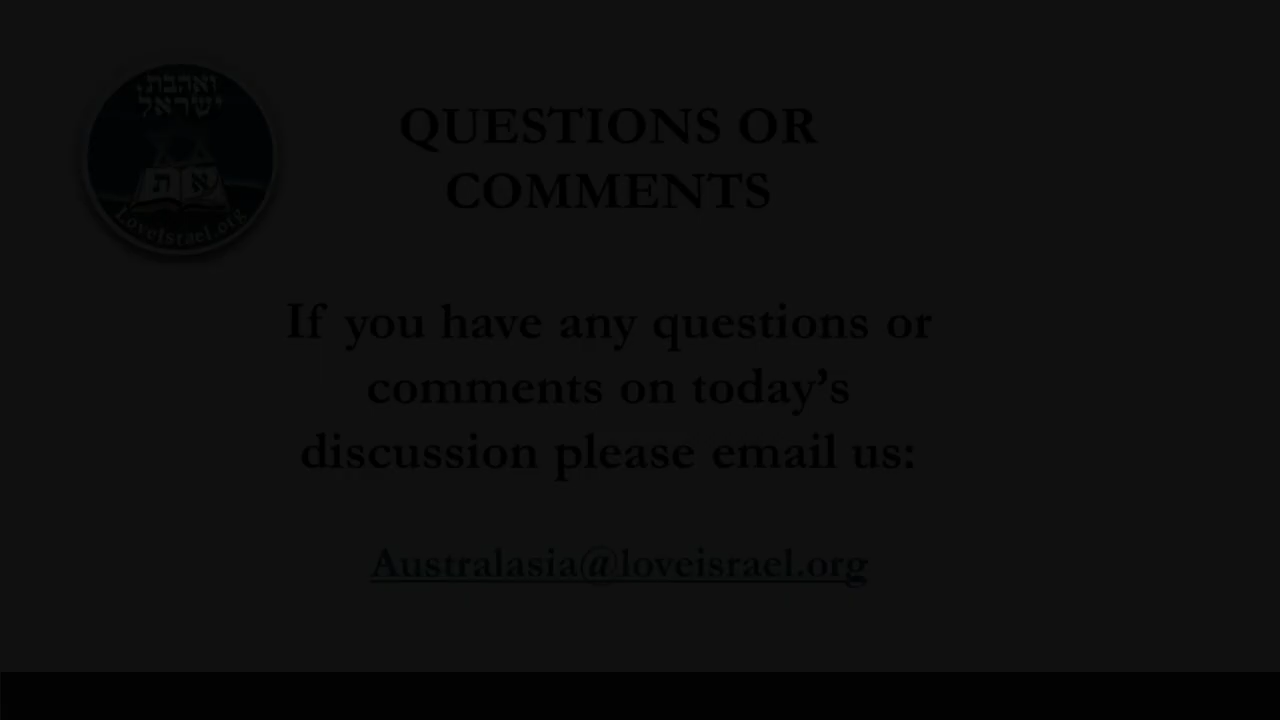 ואהבת.
ישראל
את
LoveIsrael.org
QUESTIONS OR
COMMENTS
If you have any questions or
comments on today’s
discussion please email us:
Australasia@loveisrael.org